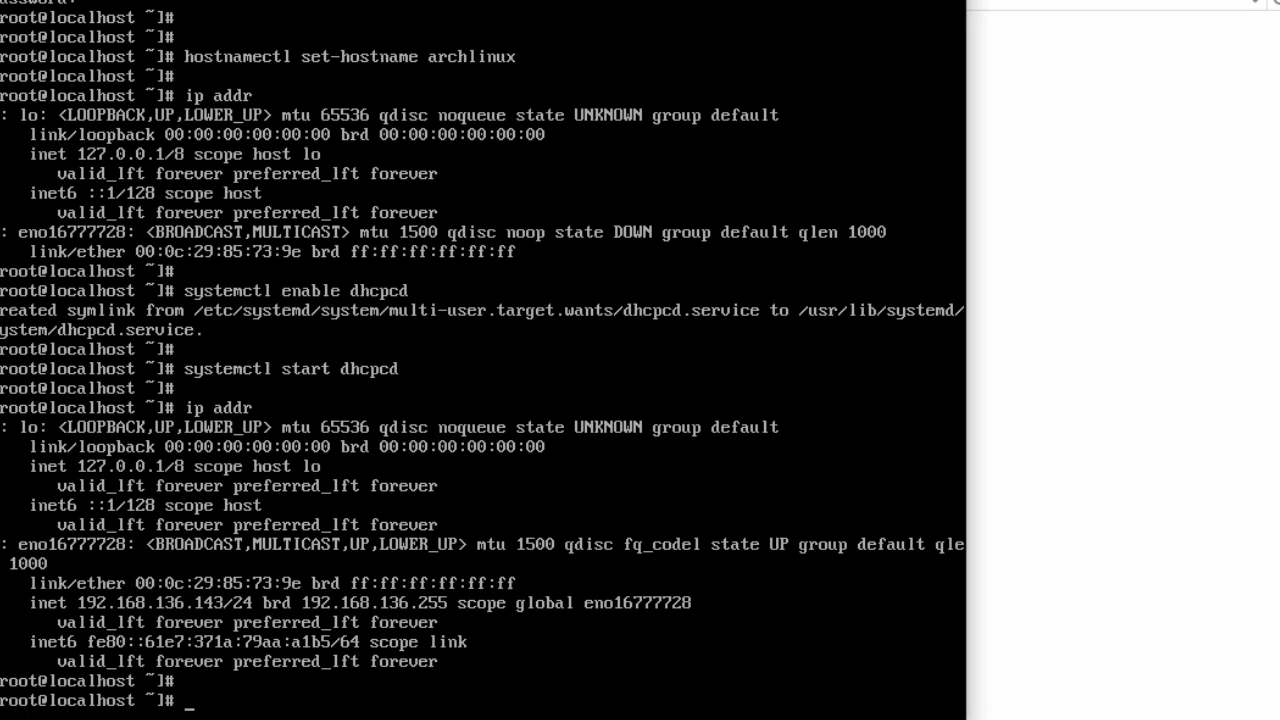 assword:
root@localhost ~]#
root@localhost ~]#
root@localhost ~]# hostnamectl set-hostname archlinux
root@localhost ~]#
root@localhost ~]# ip addr
: lo: <LOOPBACK,UP,LOWER_UP> mtu 65536 qdisc noqueue state UNKNOWN group default
link/loopback 00:00:00:00:00:00 brd 00:00:00:00:00:00
inet 127.0.0.1/8 scope host lo
valid_lft forever preferred_lft forever
inet6 ::1/128 scope host
valid_lft forever preferred_lft forever
: eno16777728: <BROADCAST,MULTICAST> mtu 1500 qdisc noop state DOWN group default qlen 1000
link/ether 00:0c:29:85:73:9e brd ff:ff:ff:ff:ff:ff
root@localhost ~]#
root@localhost ~]# systemctl enable dhcpcd
reated symlink from /etc/systemd/system/multi-user.target.wants/dhcpcd.service to /usr/lib/systemd/
ystem/dhcpcd.service.
root@localhost ~]#
root@localhost ~]# systemctl start dhcpcd
root@localhost ~]#
root@localhost ~]# ip addr
: lo: <LOOPBACK,UP,LOWER_UP> mtu 65536 qdisc noqueue state UNKNOWN group default
link/loopback 00:00:00:00:00:00 brd 00:00:00:00:00:00
inet 127.0.0.1/8 scope host lo
valid_lft forever preferred_lft forever
inet6 ::1/128 scope host
valid_lft forever preferred_lft forever
: eno16777728: <BROADCAST,MULTICAST,UP,LOWER_UP> mtu 1500 qdisc fq_codel state UP group default qle
1000
link/ether 00:0c:29:85:73:9e brd ff:ff:ff:ff:ff:ff
inet 192.168.136.143/24 brd 192.168.136.255 scope global eno16777728
valid_lft forever preferred_lft forever
inet6 fe80::61e7:371a:79aa:a1b5/64 scope link
valid_lft forever preferred_lft forever
root@localhost ~]#
root@localhost ~]# _